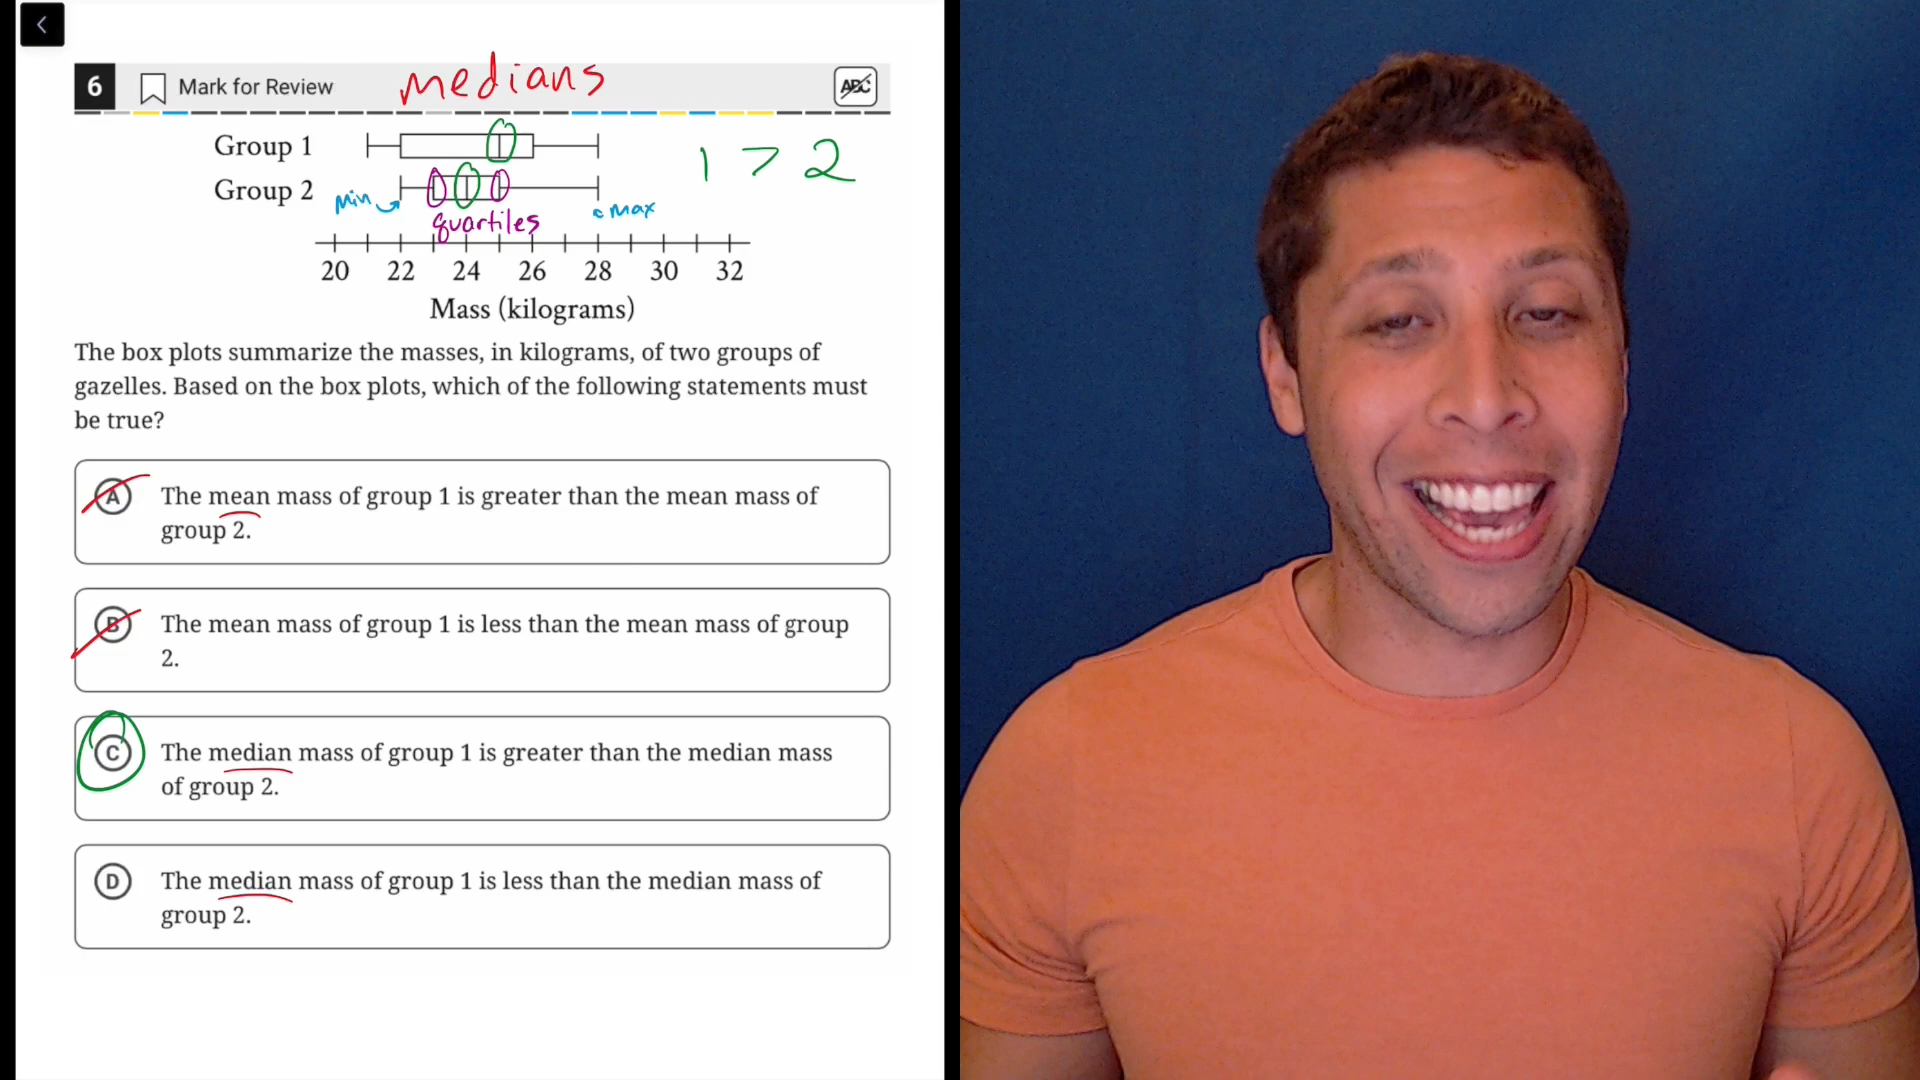 6 Mark for Review medians ABC
Group 1
1 > 2
Group 2
min
max
quartiles
20 22 24 26 28 30 32
Mass (kilograms)
The box plots summarize the masses, in kilograms, of two groups of
gazelles. Based on the box plots, which of the following statements must
be true?
A The mean mass of group 1 is greater than the mean mass of
group 2.
B The mean mass of group 1 is less than the mean mass of group
2.
C The median mass of group 1 is greater than the median mass
of group 2.
D The median mass of group 1 is less than the median mass of
group 2.